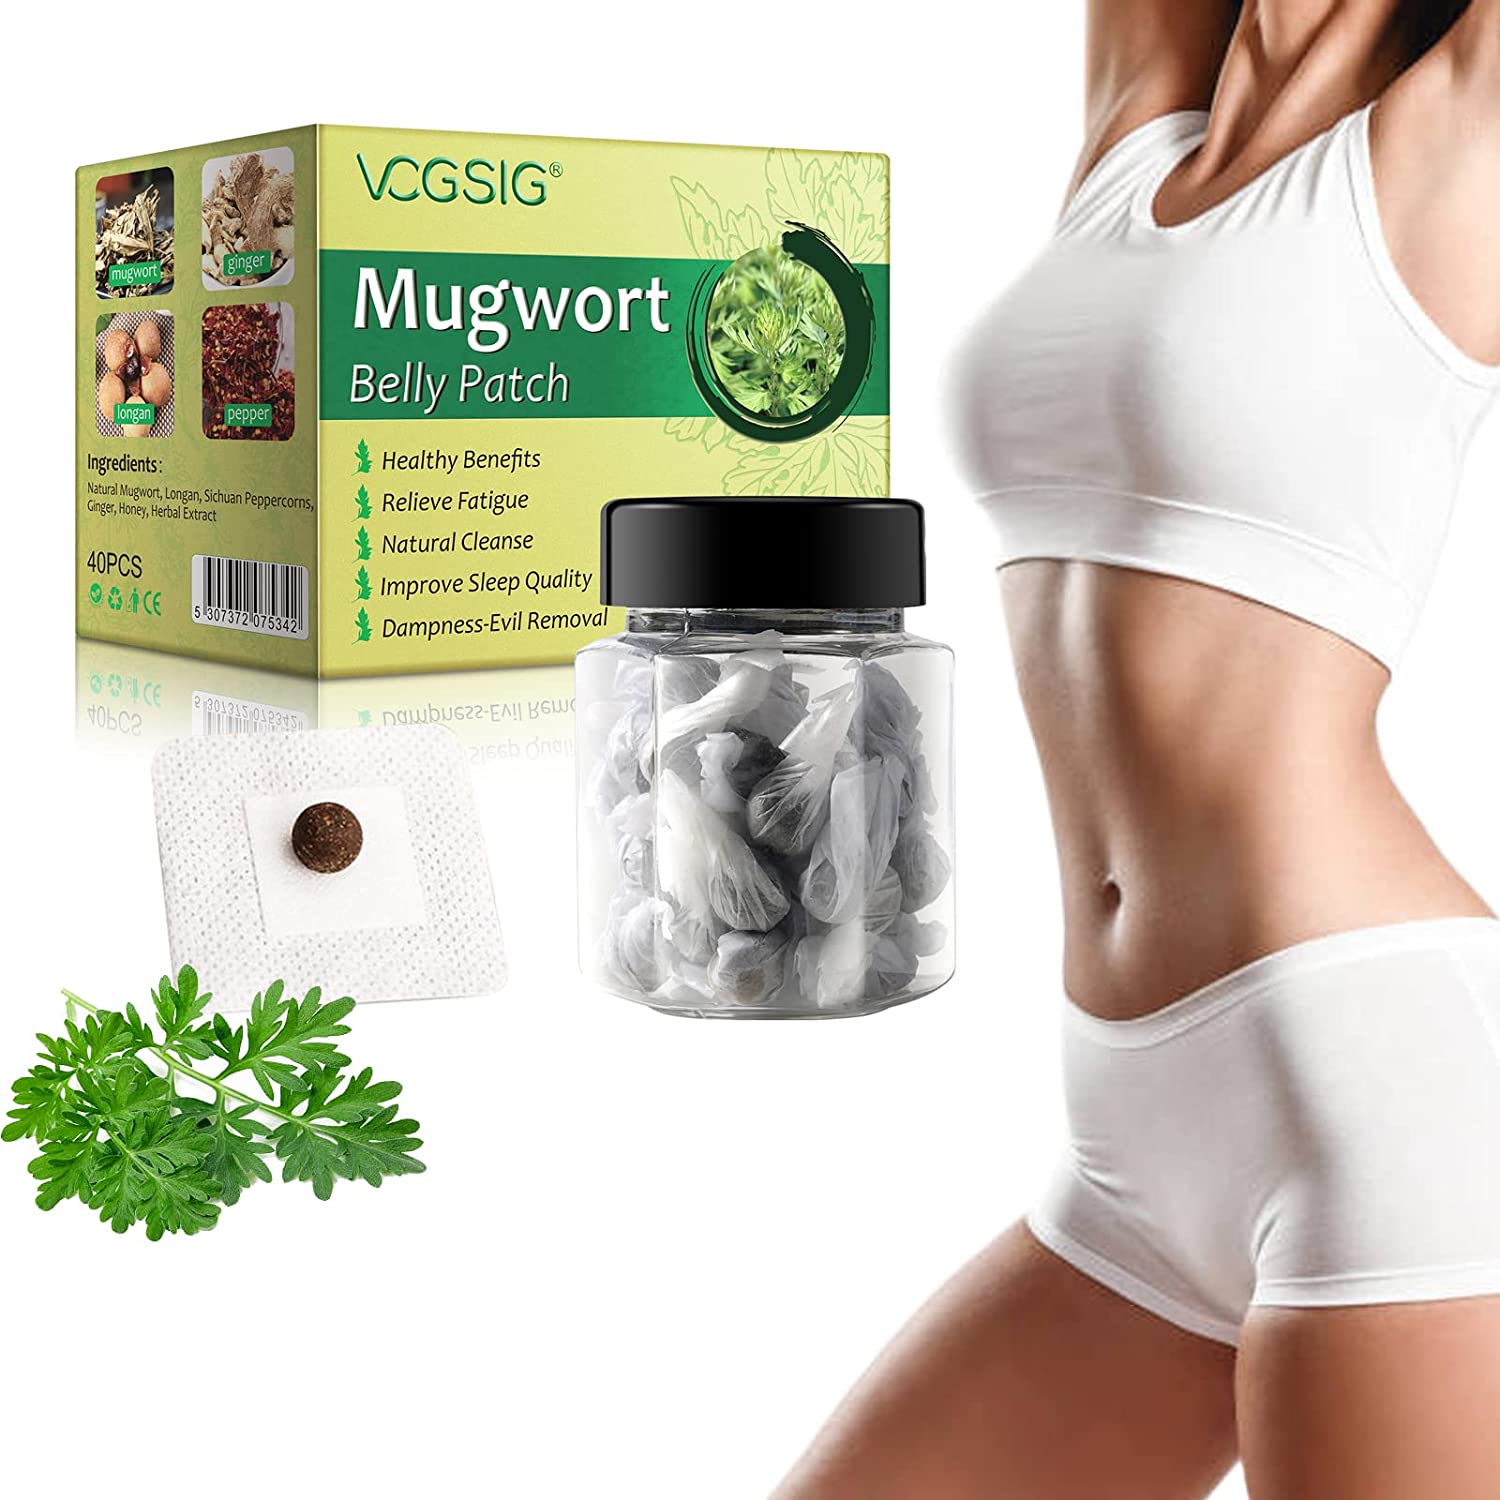 mugwort
ginger
longan
pepper
Ingredients:
Natural Mugwort, Longan, Sichuan Peppercorns,
Ginger, Honey, Herbal Extract
40PCS
CE
5 307372 075342
VCGSIG®
Mugwort
Belly Patch
Healthy Benefits
Relieve Fatigue
Natural Cleanse
Improve Sleep Quality
Dampness-Evil Removal